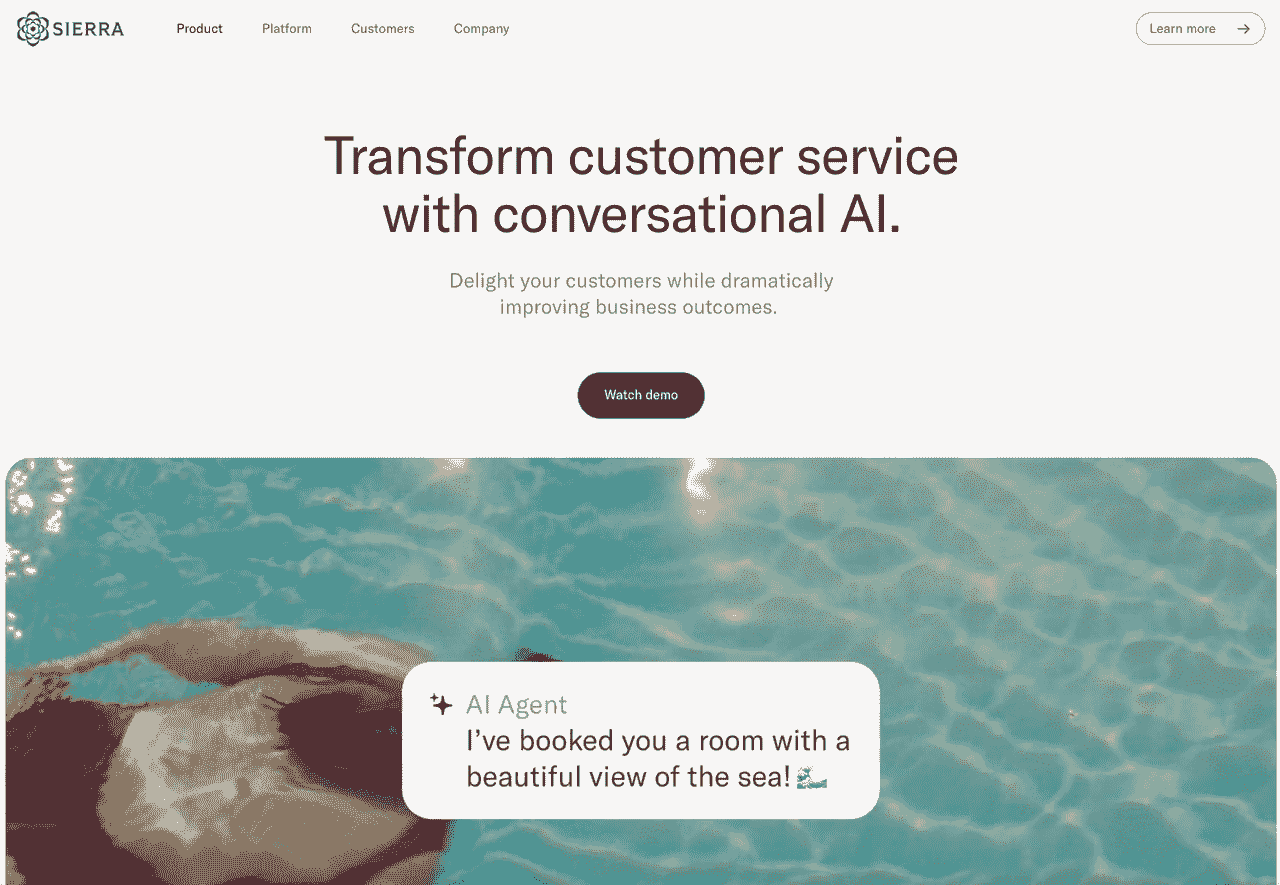 SIERRA
Product
Platform
Customers
Company
Learn more
Transform customer service
with conversational AI.
Delight your customers while dramatically
improving business outcomes.
Watch demo
AI Agent
I’ve booked you a room with a
beautiful view of the sea! 🌊